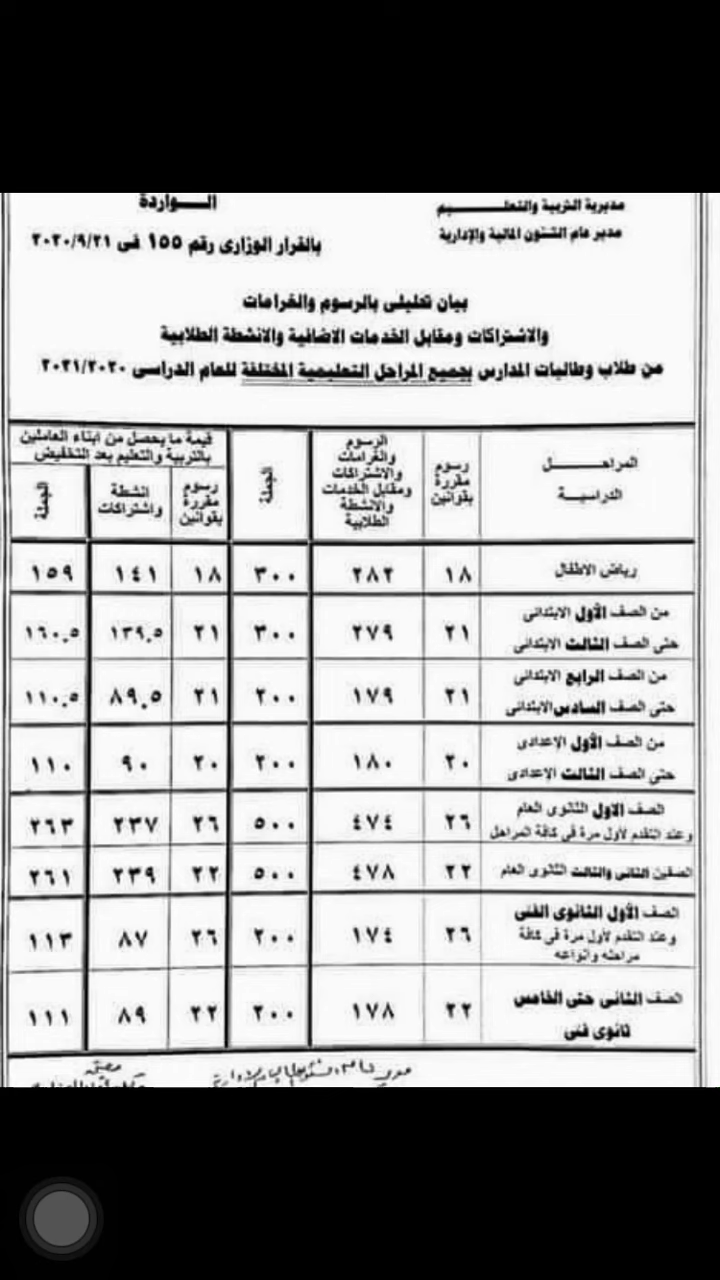 مديرية التربية والتعليم
مدير عام الشئون المالية والإدارية
الواردة
بالقرار الوزارى رقم ١٥٥ فى ٢٠٢٠/٩/٢١
بيان تحليلى بالرسوم والغرامات
والاشتراكات ومقابل الخدمات الاضافية والانشطة الطلابية
من طلاب وطالبات المدارس بجميع المراحل التعليمية المختلفة للعام الدراسى ٢٠٢١/٢٠٢٠
المراحل
الدراسية
رسوم
مقررة
بقوانين
الرسوم
والغرامات
والاشتراكات
ومقابل الخدمات
والانشطة
الطلابية
الجملة
قيمة ما يحصل من ابناء العاملين
بالتربية والتعليم بعد التخفيض
رسوم
مقررة
بقوانين
انشطة
واشتراكات
الجملة
رياض الاطفال ١٨ ٢٨٢ ٣٠٠ ١٨ ١٤١ ١٥٩
من الصف الأول الابتدائى
حتى الصف الثالث الابتدائى ٢١ ٢٧٩ ٣٠٠ ٢١ ١٣٩,٥ ١٦٠,٥
من الصف الرابع الابتدائى
حتى الصف السادس الابتدائى ٢١ ١٧٩ ٢٠٠ ٢١ ٨٩,٥ ١١٠,٥
من الصف الأول الإعدادى
حتى الصف الثالث الإعدادى ٢٠ ١٨٠ ٢٠٠ ٢٠ ٩٠ ١١٠
الصف الاول الثانوى العام
وعند التقدم لأول مرة فى كافة المراحل ٢٦ ٤٧٤ ٥٠٠ ٢٦ ٢٣٧ ٢٦٣
الصفين الثانى والثالث الثانوى العام ٢٢ ٤٧٨ ٥٠٠ ٢٢ ٢٣٩ ٢٦١
الصف الأول الثانوى الفنى
وعند التقدم لأول مرة فى كافة
مراحله وأنواعه ٢٦ ١٧٤ ٢٠٠ ٢٦ ٨٧ ١١٣
الصف الثانى حتى الخامس
ثانوى فنى ٢٢ ١٧٨ ٢٠٠ ٢٢ ٨٩ ١١١